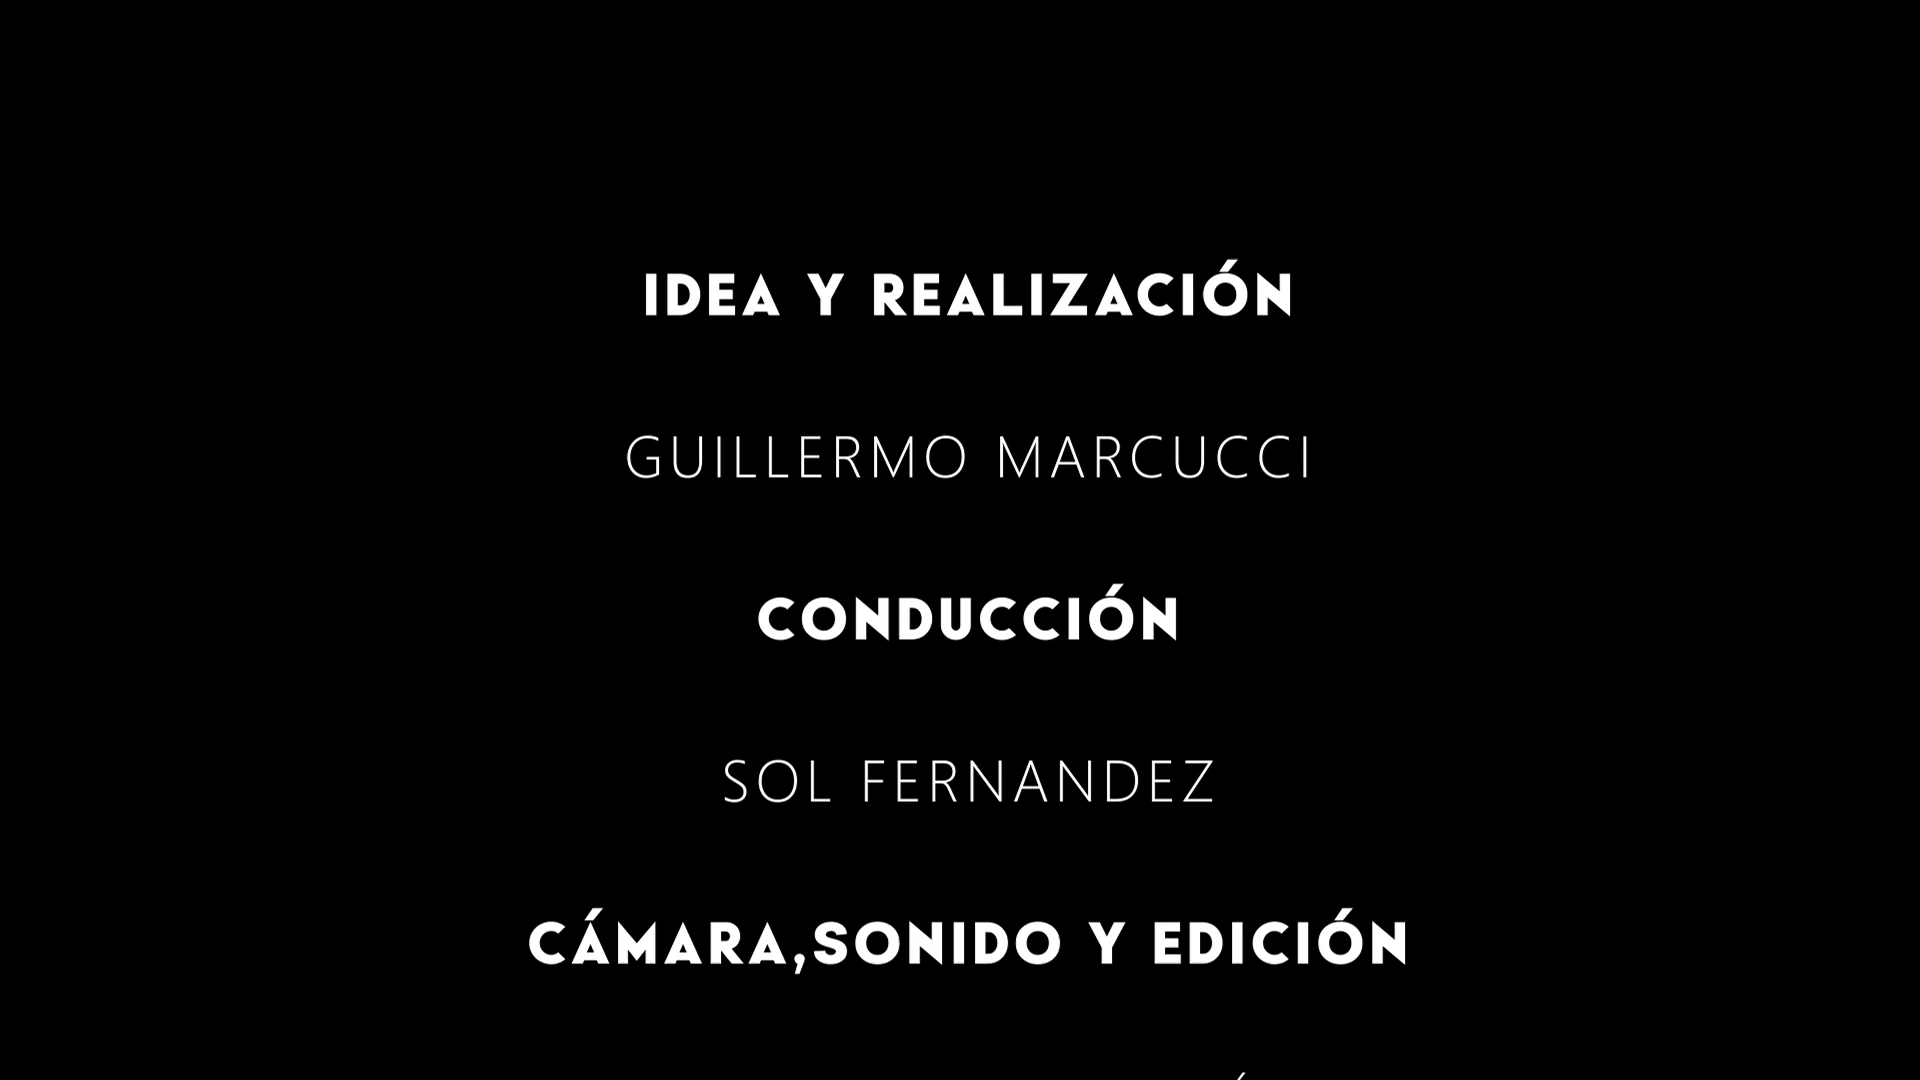 IDEA Y REALIZACIÓN
GUILLERMO MARCUCCI
CONDUCCIÓN
SOL FERNANDEZ
CÁMARA,SONIDO Y EDICIÓN